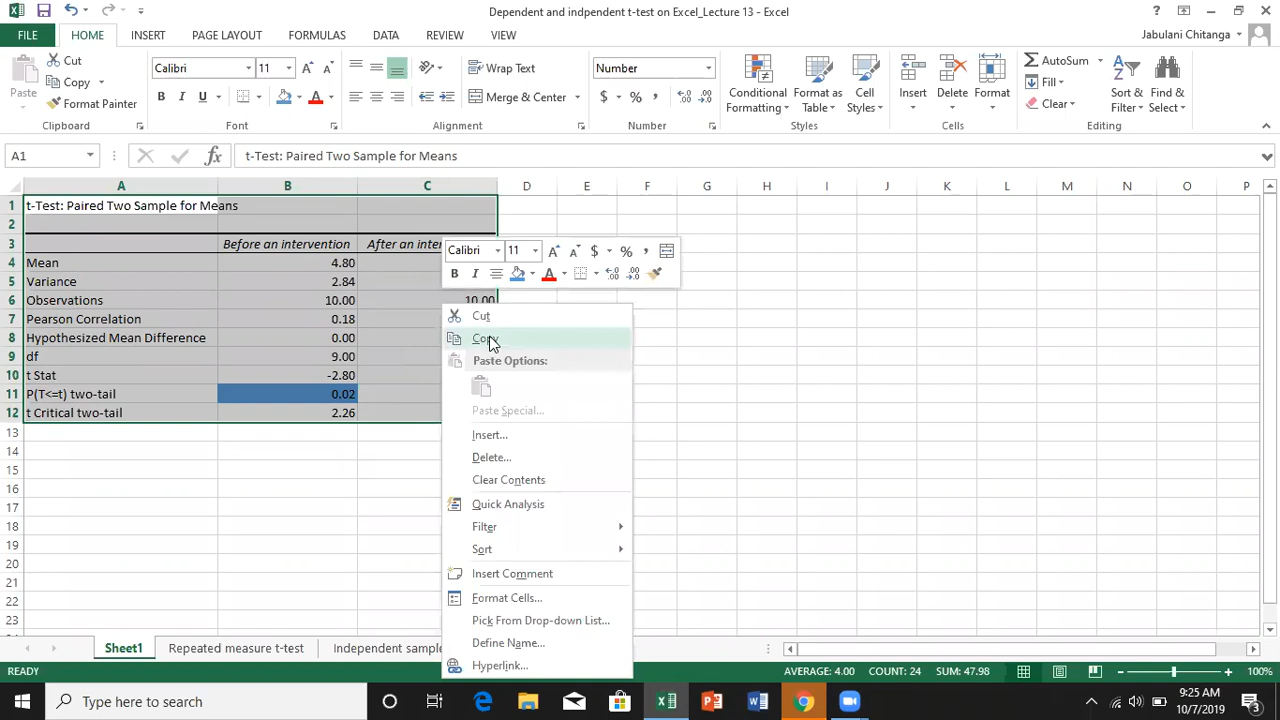 Dependent and indpendent t-test on Excel_Lecture 13 - Excel
FILE HOME INSERT PAGE LAYOUT FORMULAS DATA REVIEW VIEW Jabulani Chitanga
Paste
Cut
Copy
Format Painter
Clipboard
Calibri 11
B I U
Font
Wrap Text
Merge & Center
Alignment
Number
$ % ,
Number
Conditional Formatting
Format as Table
Cell Styles
Styles
Insert Delete Format
Cells
AutoSum
Fill
Clear
Sort & Filter
Find & Select
Editing
A1 fx t-Test: Paired Two Sample for Means
A B C D E F G H I J K L M N O P
1 t-Test: Paired Two Sample for Means
2
3 Before an intervention After an inter
4 Mean 4.80
5 Variance 2.84
6 Observations 10.00 10.00
7 Pearson Correlation 0.18
8 Hypothesized Mean Difference 0.00
9 df 9.00
10 t Stat -2.80
11 P(T<=t) two-tail 0.02
12 t Critical two-tail 2.26
13
14
15
16
17
18
19
20
21
22
23
Calibri 11 $ % ,
B I A
Cut
Copy
Paste Options:
Paste Special...
Insert...
Delete...
Clear Contents
Quick Analysis
Filter
Sort
Insert Comment
Format Cells...
Pick From Drop-down List...
Define Name...
Hyperlink...
Sheet1 Repeated measure t-test Independent sample
READY AVERAGE: 4.00 COUNT: 24 SUM: 47.98 100%
Type here to search
9:25 AM
10/7/2019
3